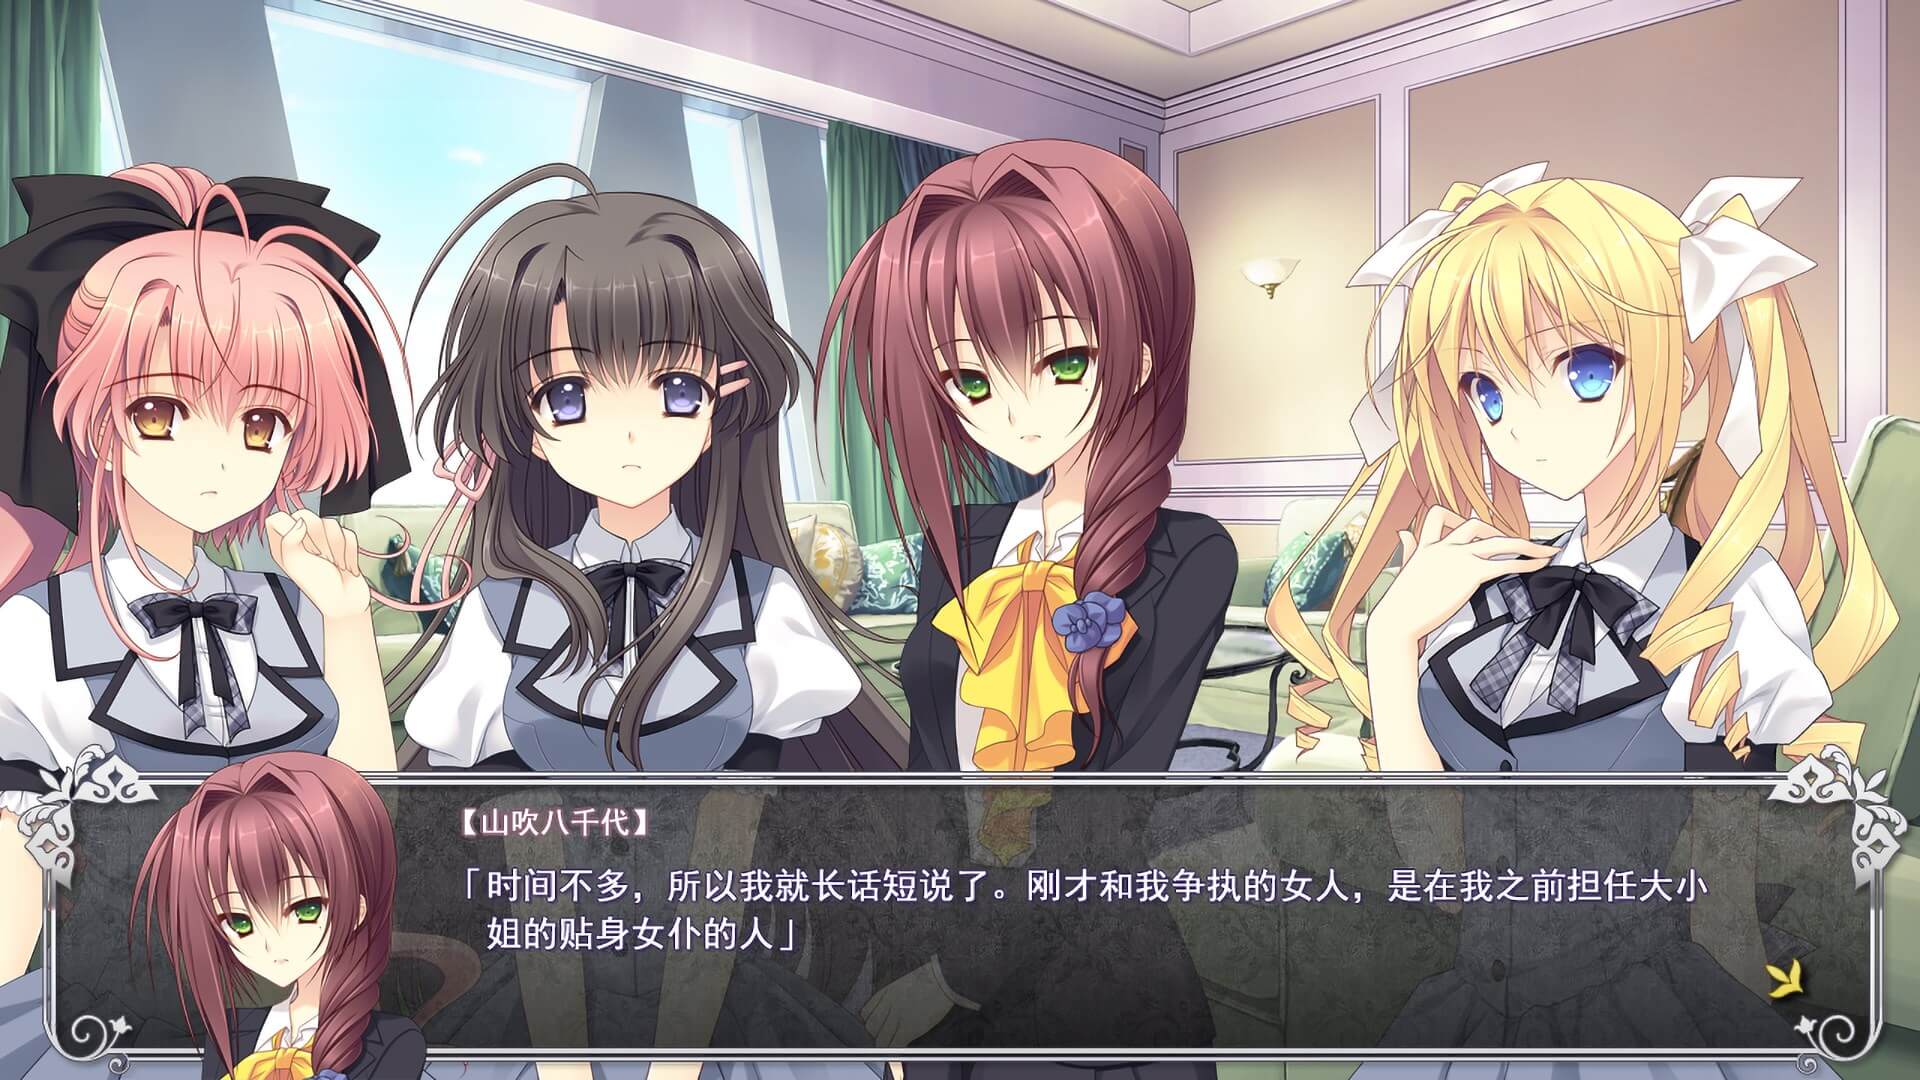 【山吹八千代】
「时间不多，所以我就长话短说了。刚才和我争执的女人，是在我之前担任大小
姐的贴身女仆的人」